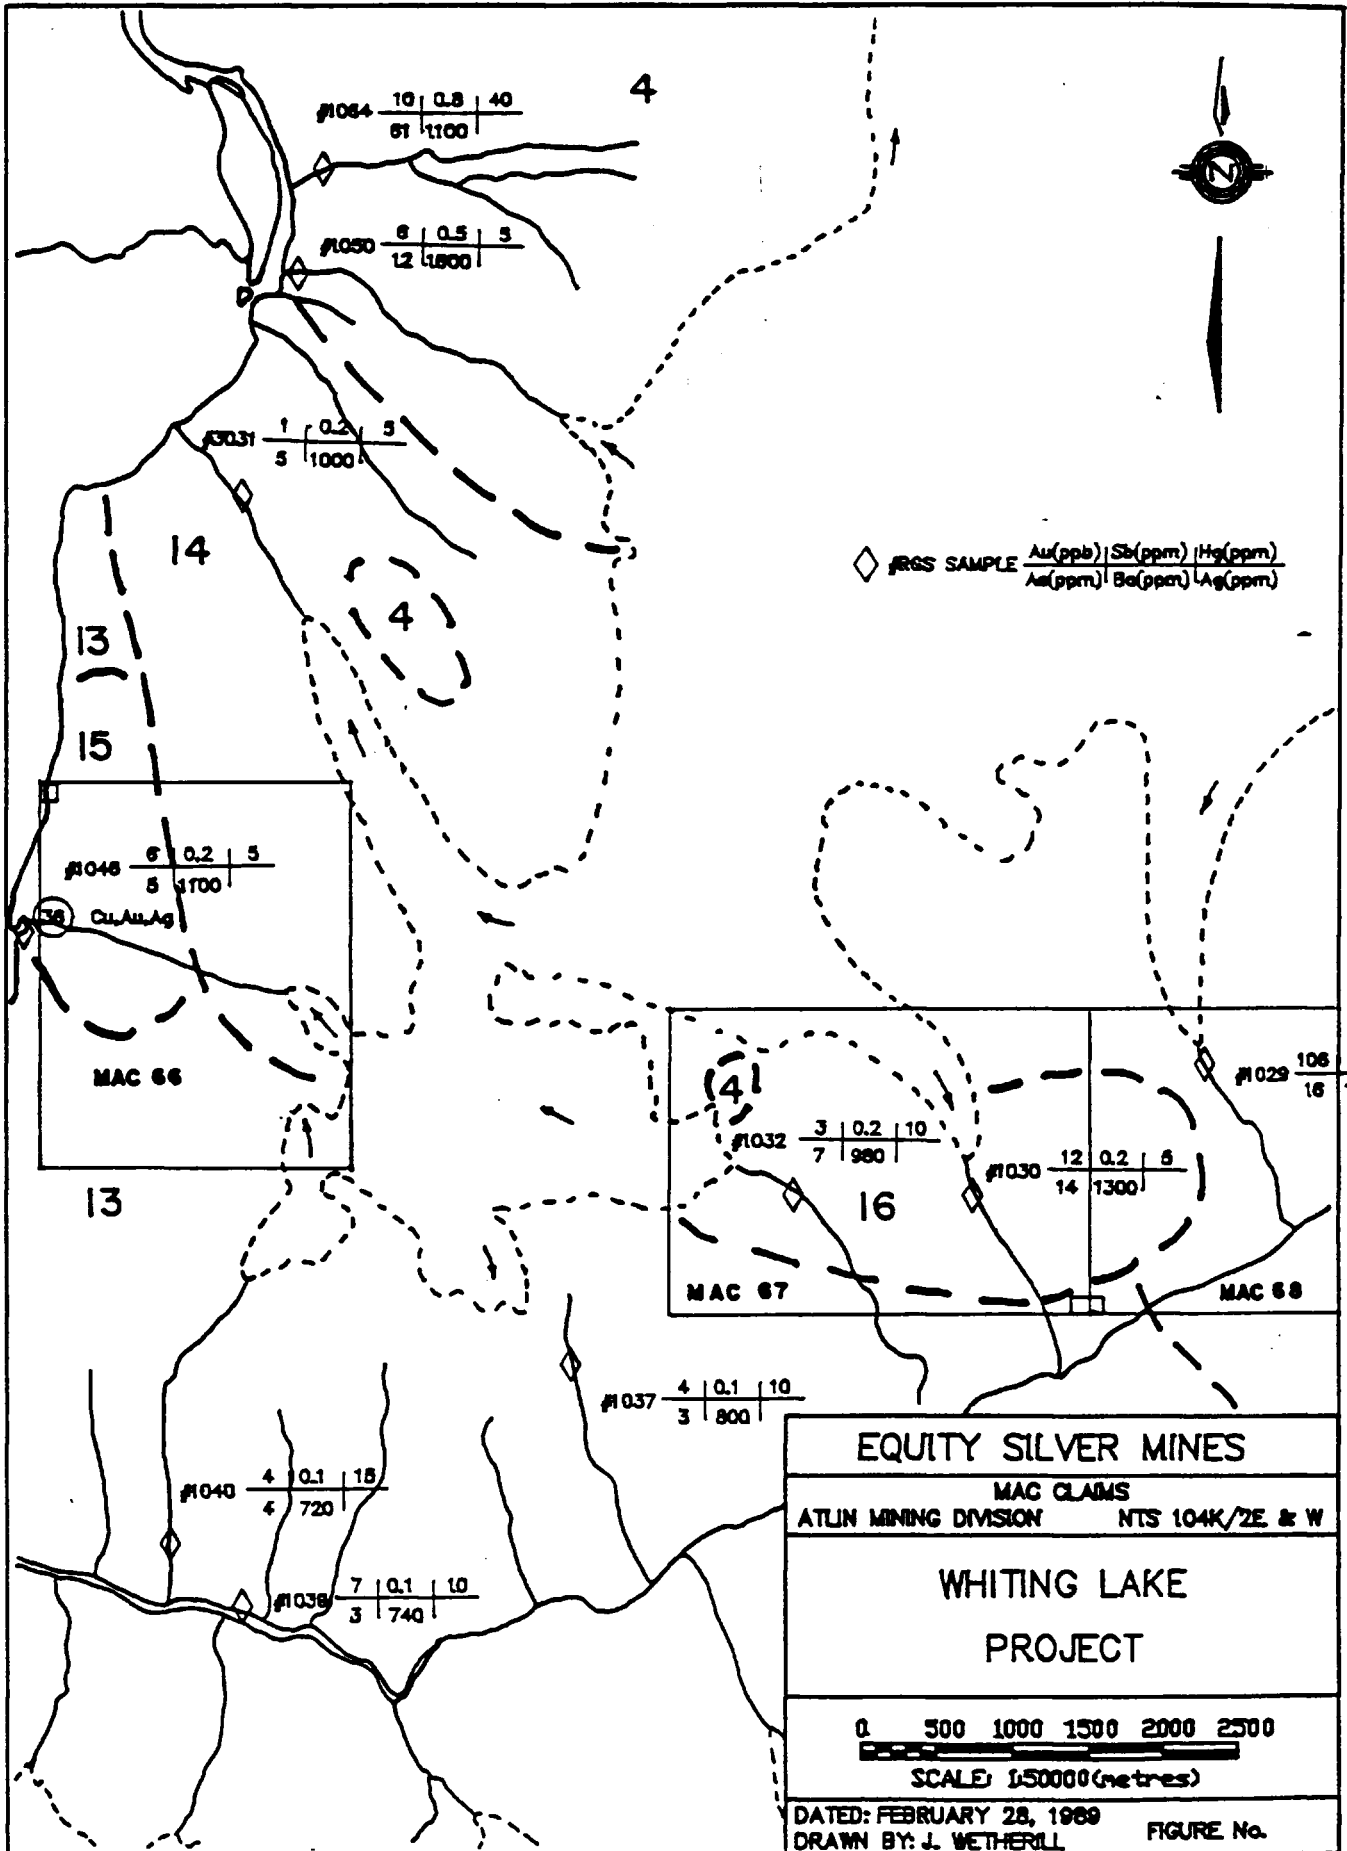 4
#1064 10 | 0.8 | 40
61 | 1100
#1050 6 | 0.5 | 5
12 | 1600
N
#3031 1 | 0.2 | 5
5 | 1000
14
#RGS SAMPLE Au(ppb) | Sb(ppm) | Hg(ppm)
As(ppm) | Ba(ppm) | Ag(ppm)
4
13
15
#1046 6 | 0.2 | 5
5 | 1100
36 Cu,Au,Ag
MAC 66
4
#1029 106
16
#1032 3 | 0.2 | 10
7 | 980
#1030 12 | 0.2 | 5
14 | 1300
13
16
MAC 67
MAC 68
#1037 4 | 0.1 | 10
3 | 800
#1040 4 | 0.1 | 15
4 | 720
#1038 7 | 0.1 | 10
3 | 740
EQUITY SILVER MINES
MAC CLAIMS
ATLIN MINING DIVISION NTS 104K/2E & W
WHITING LAKE
PROJECT
0 500 1000 1500 2000 2500
SCALE: 1:50000 (metres)
DATED: FEBRUARY 28, 1989
DRAWN BY: J. WETHERILL
FIGURE No.